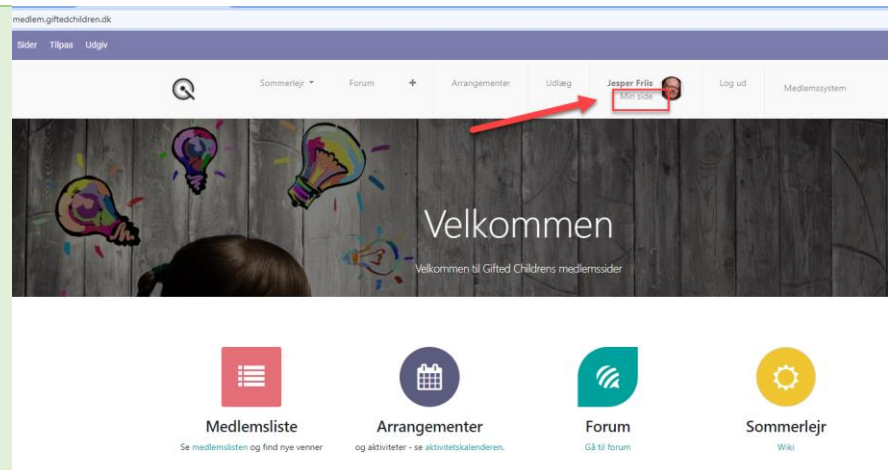 medlem.giftedchildren.dk
Sider Tilpas Udgiv
Sommerlejr Forum + Arrangementer Udlæg Jesper Friis Log ud Medlemssystem
Min side
Velkommen
Velkommen til Gifted Childrens medlemssider
Medlemsliste Arrangementer Forum Sommerlejr
Se medlemslisten og find nye venner og aktiviteter - se aktivitetskalenderen. Gå til forum Wiki